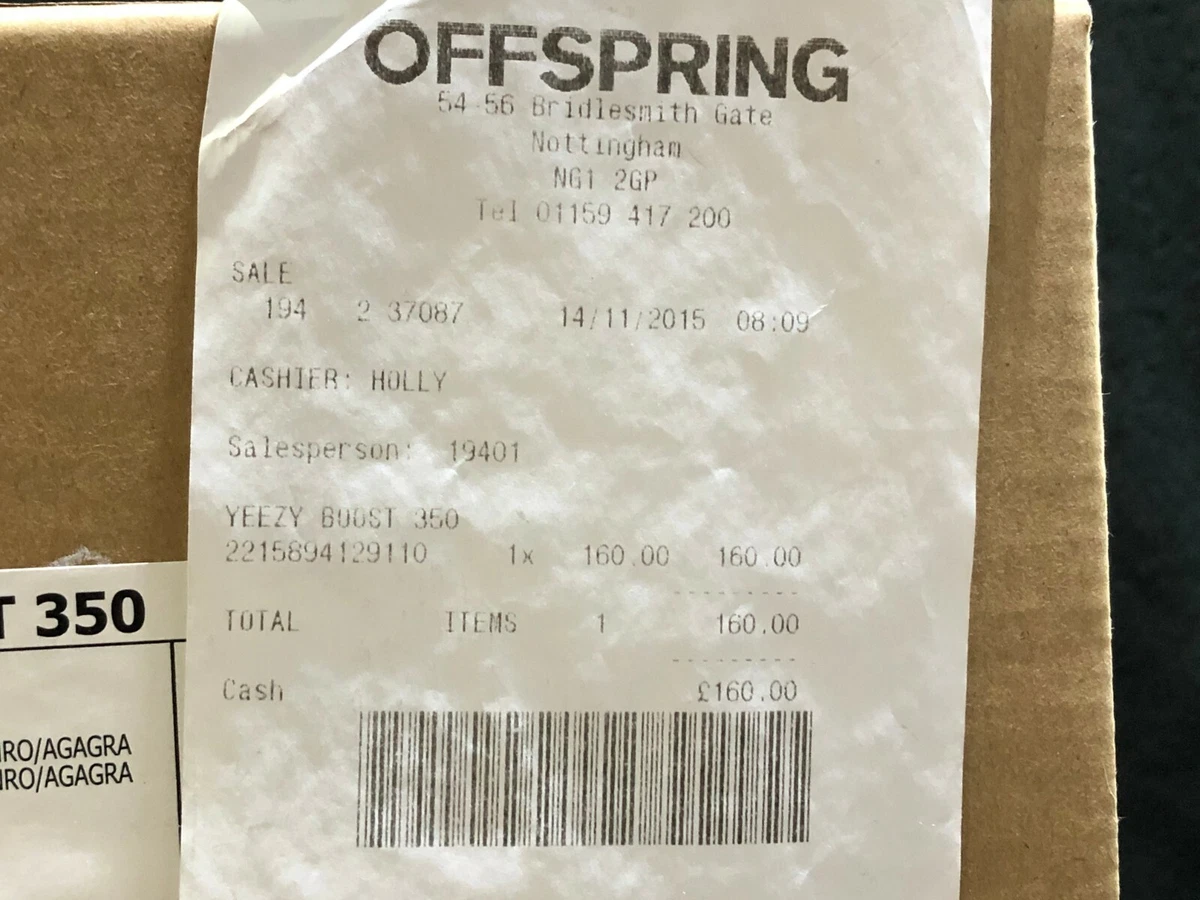 OFFSPRING
54-56 Bridlesmith Gate
Nottingham
NG1 2GP
Tel 01159 417 200
SALE
194 2 37087 14/11/2015 08:09
CASHIER: HOLLY
Salesperson: 19401
YEEZY BOOST 350
2215894129110 1x 160.00 160.00
TOTAL ITEMS 1 160.00
Cash £160.00
T 350
IRO/AGAGRA
IRO/AGAGRA